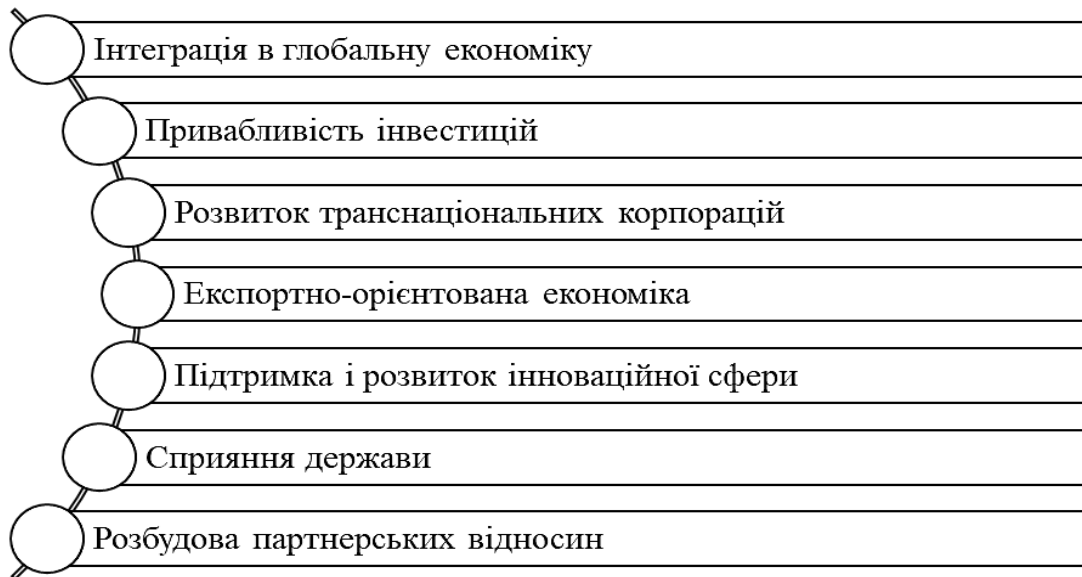 Інтеграція в глобальну економіку
Привабливість інвестицій
Розвиток транснаціональних корпорацій
Експортно-орієнтована економіка
Підтримка і розвиток інноваційної сфери
Сприяння держави
Розбудова партнерських відносин